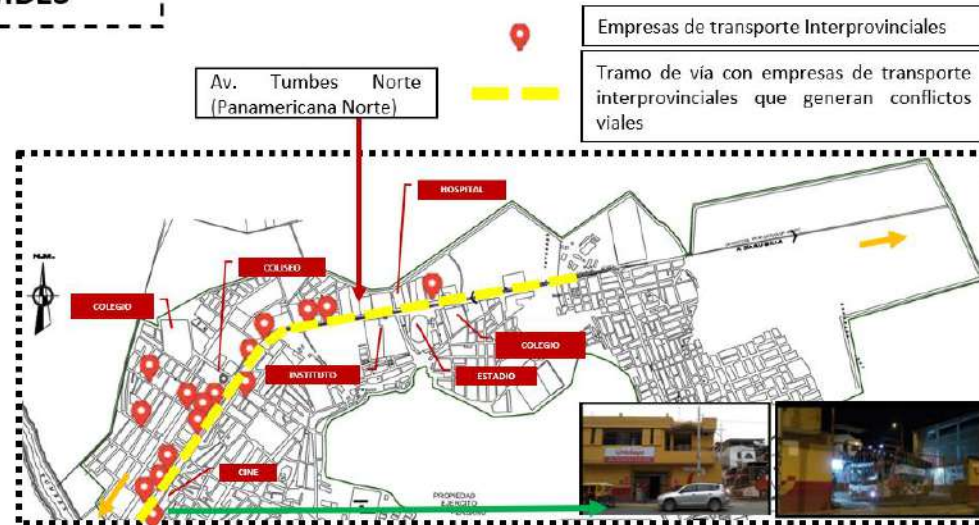 Empresas de transporte Interprovinciales
Av. Tumbes Norte
(Panamericana Norte)
Tramo de vía con empresas de transporte
interprovinciales que generan conflictos
viales
HOSPITAL
COLISEO
COLEGIO
COLEGIO
INSTITUTO
ESTADIO
CINE
PROPIEDAD
EJERCITO